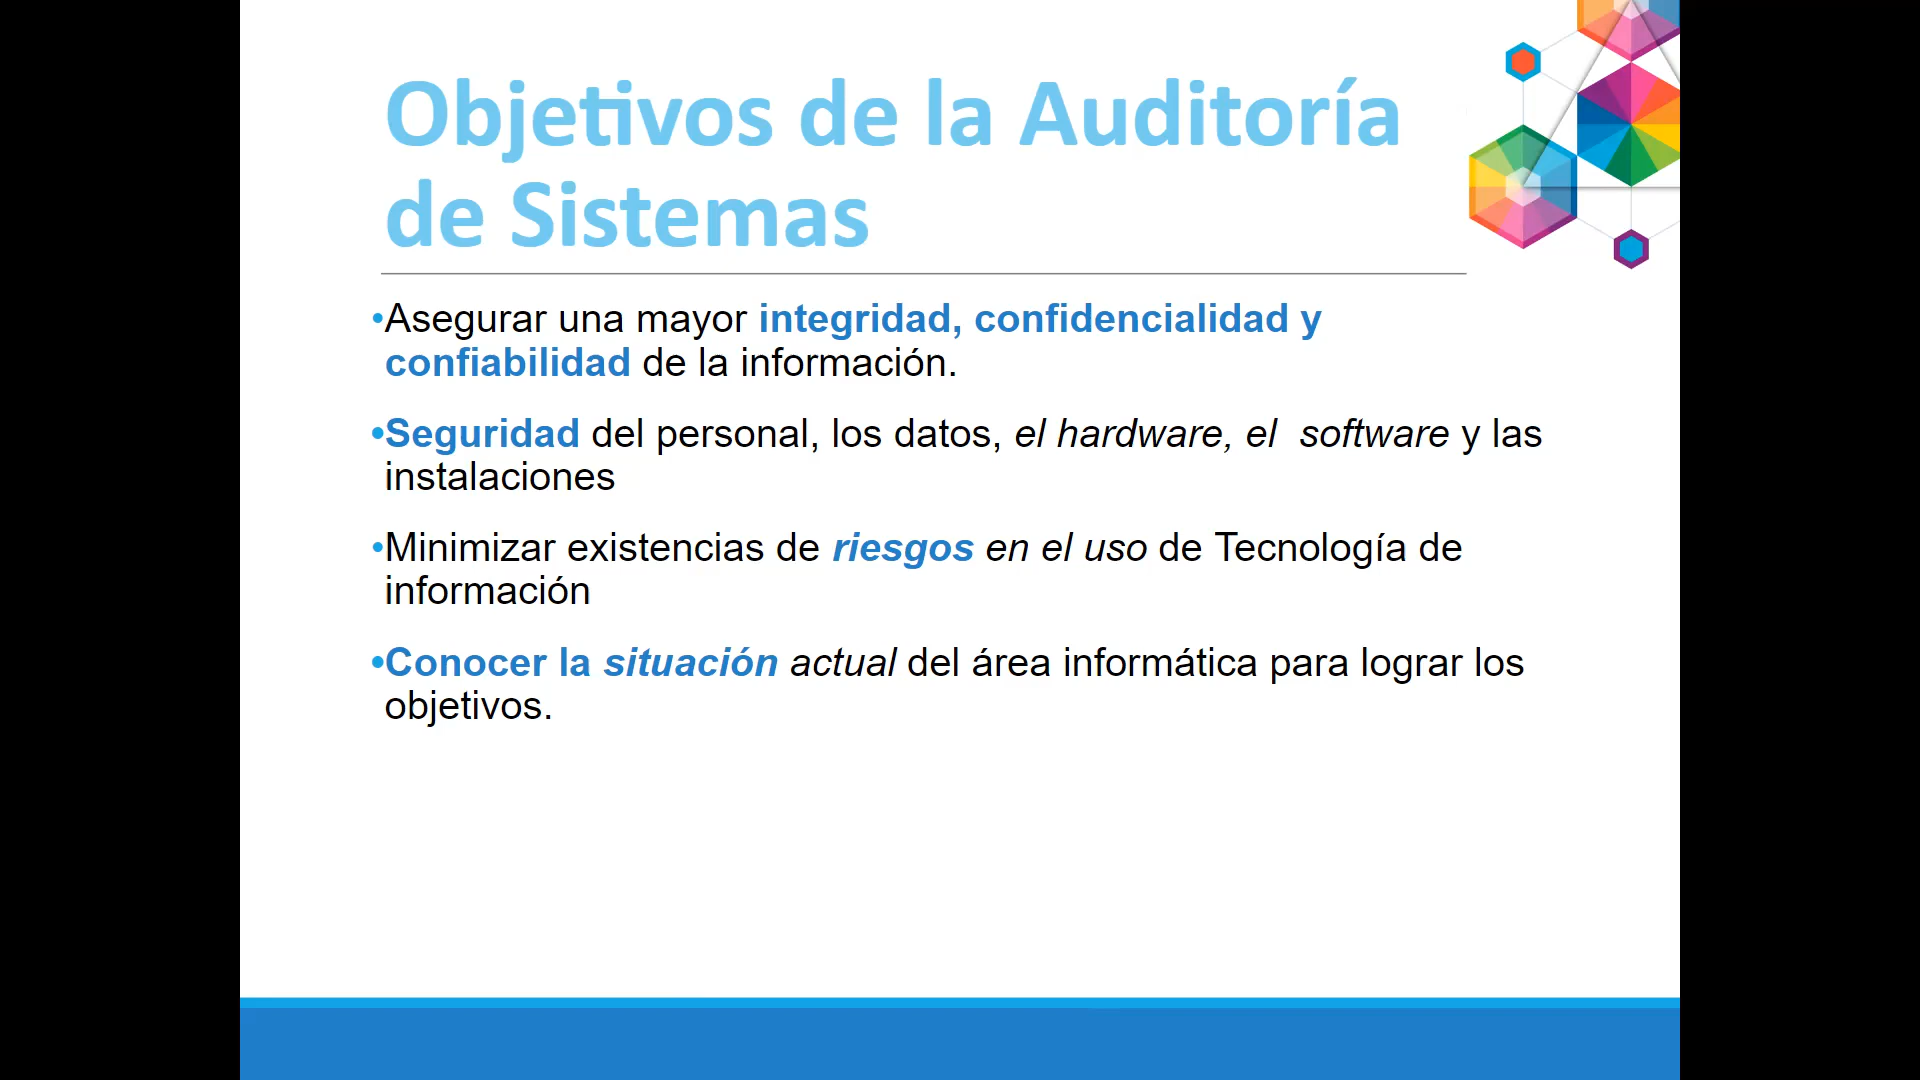 Objetivos de la Auditoría
de Sistemas
•Asegurar una mayor integridad, confidencialidad y
confiabilidad de la información.
•Seguridad del personal, los datos, el hardware, el  software y las
instalaciones
•Minimizar existencias de riesgos en el uso de Tecnología de
información
•Conocer la situación actual del área informática para lograr los
objetivos.